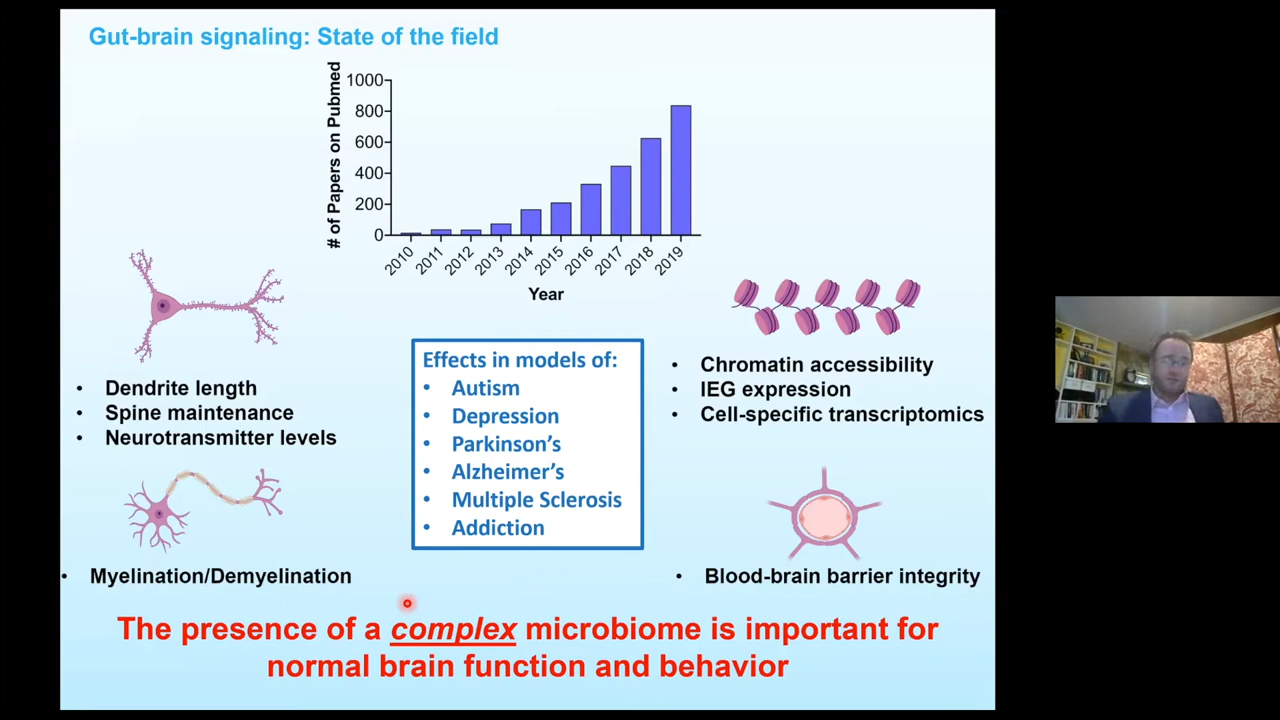 Gut-brain signaling: State of the field
# of Papers on Pubmed
1000
800
600
400
200
0
2010
2011
2012
2013
2014
2015
2016
2017
2018
2019
Year
• Dendrite length
• Spine maintenance
• Neurotransmitter levels
• Myelination/Demyelination
Effects in models of:
• Autism
• Depression
• Parkinson’s
• Alzheimer’s
• Multiple Sclerosis
• Addiction
• Chromatin accessibility
• IEG expression
• Cell-specific transcriptomics
• Blood-brain barrier integrity
The presence of a complex microbiome is important for
normal brain function and behavior